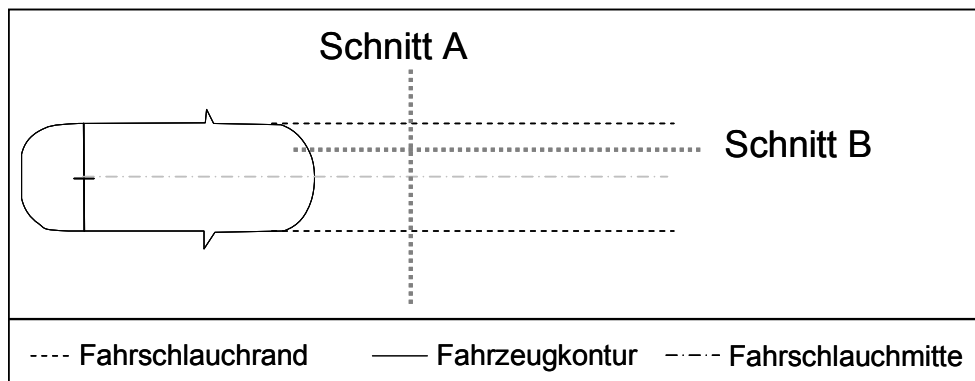 Schnitt A
Schnitt B
Fahrschlauchrand Fahrzeugkontur Fahrschlauchmitte